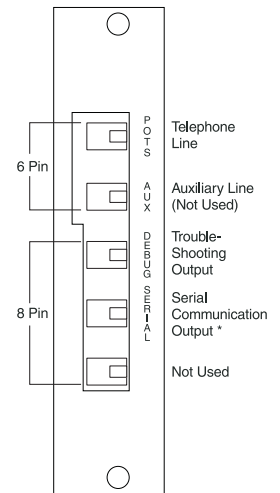 POTS
Telephone
Line
6 Pin
AUX
Auxiliary Line
(Not Used)
DEBUG
Trouble-
Shooting
Output
SERIAL
Serial
Communication
Output *
8 Pin
Not Used